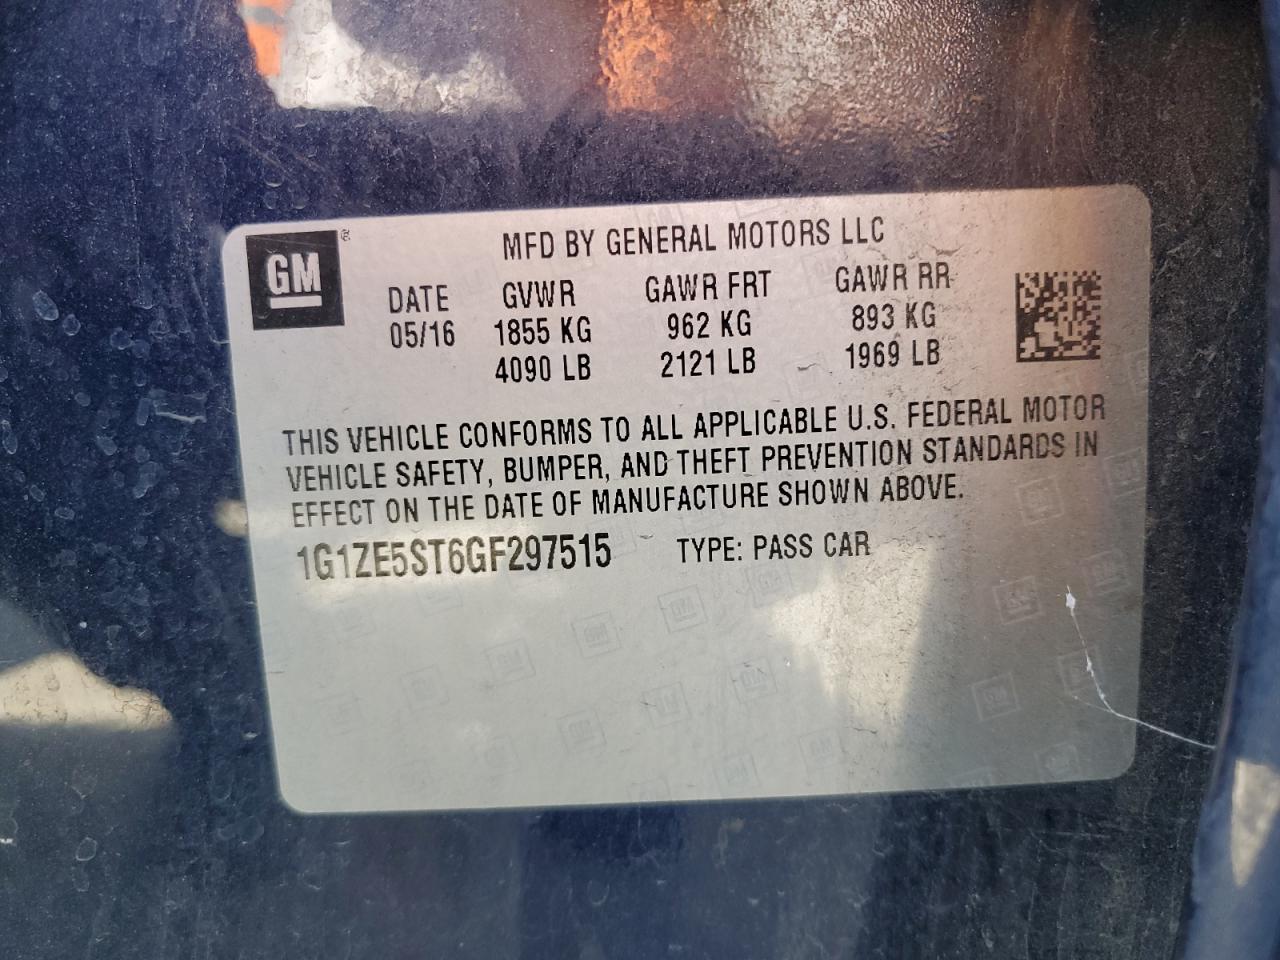 GM ®
MFD BY GENERAL MOTORS LLC
DATE GVWR GAWR FRT GAWR RR
05/16 1855 KG 962 KG 893 KG
4090 LB 2121 LB 1969 LB
THIS VEHICLE CONFORMS TO ALL APPLICABLE U.S. FEDERAL MOTOR
VEHICLE SAFETY, BUMPER, AND THEFT PREVENTION STANDARDS IN
EFFECT ON THE DATE OF MANUFACTURE SHOWN ABOVE.
1G1ZE5ST6GF297515 TYPE: PASS CAR